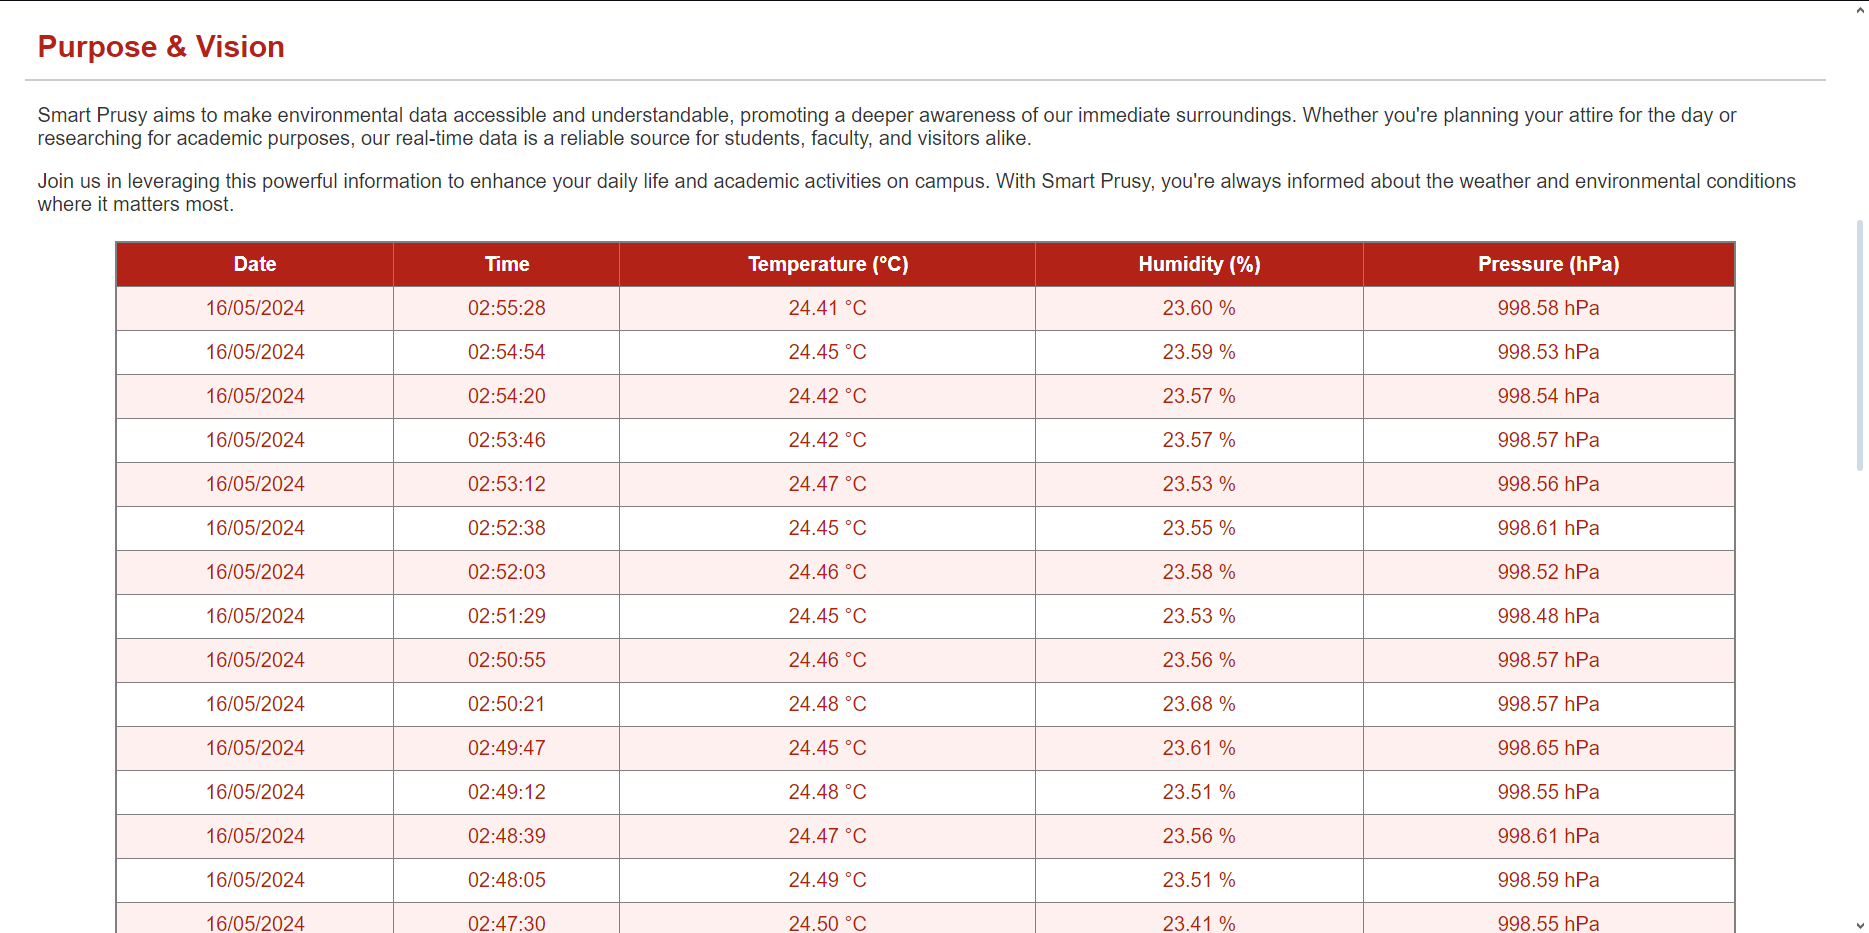 Purpose & Vision
Smart Prusy aims to make environmental data accessible and understandable, promoting a deeper awareness of our immediate surroundings. Whether you're planning your attire for the day or
researching for academic purposes, our real-time data is a reliable source for students, faculty, and visitors alike.
Join us in leveraging this powerful information to enhance your daily life and academic activities on campus. With Smart Prusy, you're always informed about the weather and environmental conditions
where it matters most.
Date Time Temperature (°C) Humidity (%) Pressure (hPa)
16/05/2024 02:55:28 24.41 °C 23.60 % 998.58 hPa
16/05/2024 02:54:54 24.45 °C 23.59 % 998.53 hPa
16/05/2024 02:54:20 24.42 °C 23.57 % 998.54 hPa
16/05/2024 02:53:46 24.42 °C 23.57 % 998.57 hPa
16/05/2024 02:53:12 24.47 °C 23.53 % 998.56 hPa
16/05/2024 02:52:38 24.45 °C 23.55 % 998.61 hPa
16/05/2024 02:52:03 24.46 °C 23.58 % 998.52 hPa
16/05/2024 02:51:29 24.45 °C 23.53 % 998.48 hPa
16/05/2024 02:50:55 24.46 °C 23.56 % 998.57 hPa
16/05/2024 02:50:21 24.48 °C 23.68 % 998.57 hPa
16/05/2024 02:49:47 24.45 °C 23.61 % 998.65 hPa
16/05/2024 02:49:12 24.48 °C 23.51 % 998.55 hPa
16/05/2024 02:48:39 24.47 °C 23.56 % 998.61 hPa
16/05/2024 02:48:05 24.49 °C 23.51 % 998.59 hPa
16/05/2024 02:47:30 24.50 °C 23.41 % 998.55 hPa